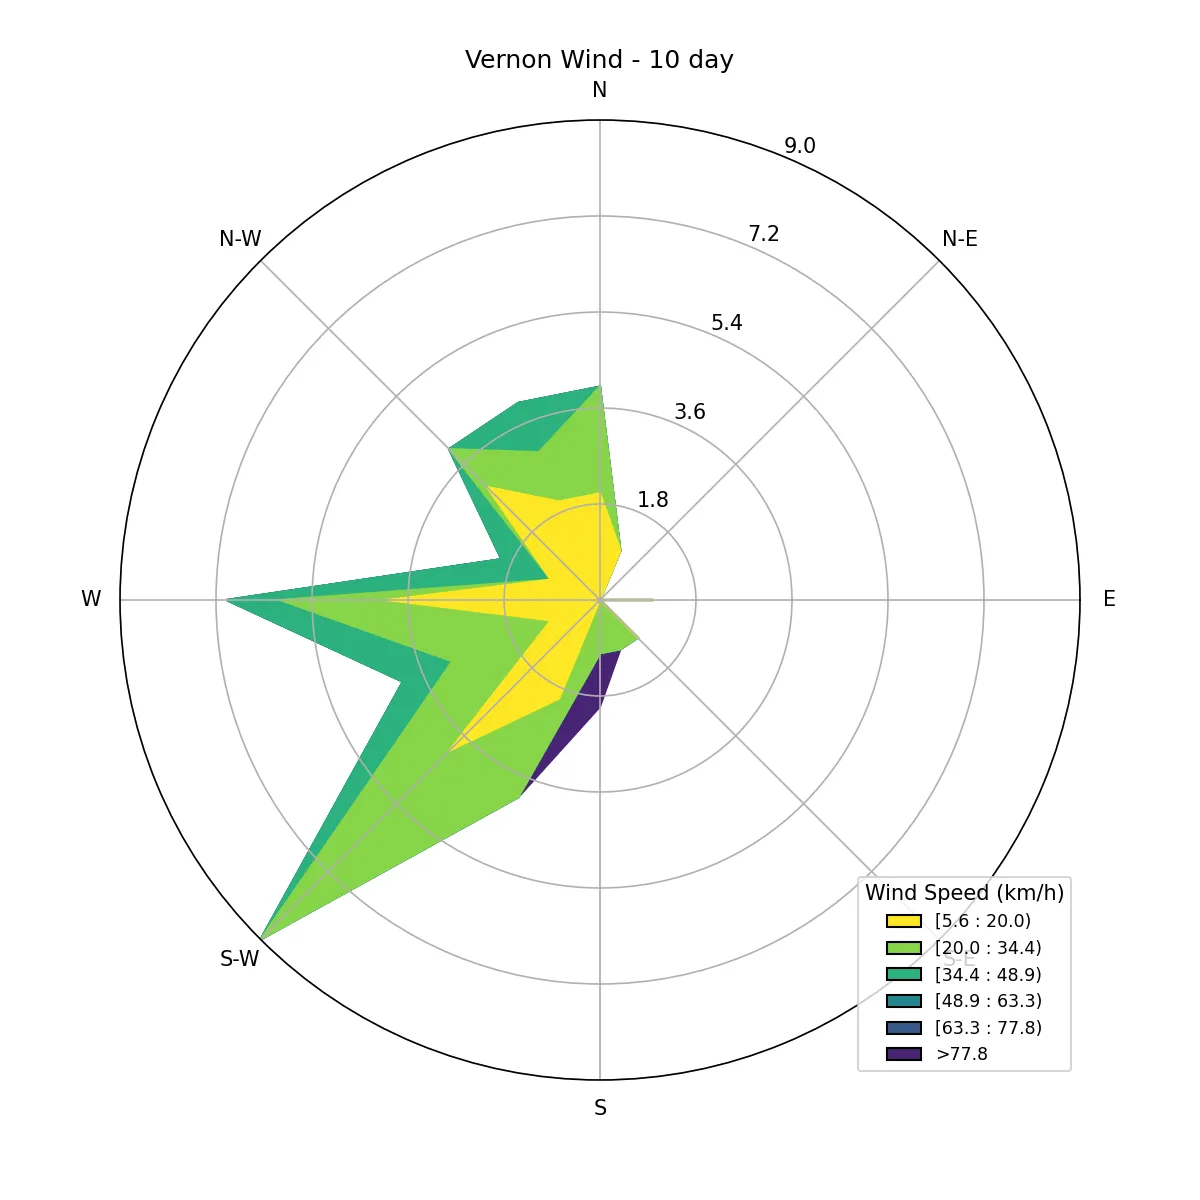 Vernon Wind - 10 day
N
9.0
N-W
7.2
N-E
5.4
3.6
1.8
W
E
S-W
S-E
Wind Speed (km/h)
[5.6 : 20.0)
[20.0 : 34.4)
[34.4 : 48.9)
[48.9 : 63.3)
[63.3 : 77.8)
>77.8
S